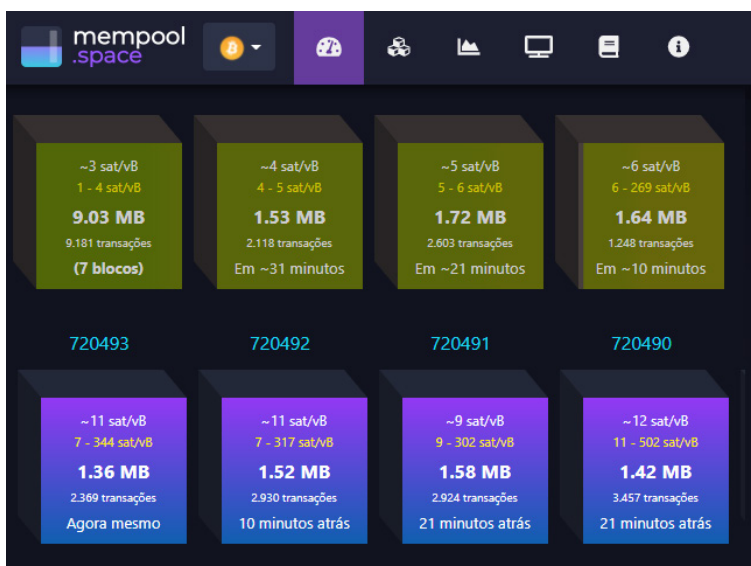 mempool
.space
~3 sat/vB
1 - 4 sat/vB
9.03 MB
9.181 transações
(7 blocos)
~4 sat/vB
4 - 5 sat/vB
1.53 MB
2.118 transações
Em ~31 minutos
~5 sat/vB
5 - 6 sat/vB
1.72 MB
2.603 transações
Em ~21 minutos
~6 sat/vB
6 - 269 sat/vB
1.64 MB
1.248 transações
Em ~10 minutos
720493
~11 sat/vB
7 - 344 sat/vB
1.36 MB
2.369 transações
Agora mesmo
720492
~11 sat/vB
7 - 317 sat/vB
1.52 MB
2.930 transações
10 minutos atrás
720491
~9 sat/vB
9 - 302 sat/vB
1.58 MB
2.924 transações
21 minutos atrás
720490
~12 sat/vB
11 - 502 sat/vB
1.42 MB
3.457 transações
21 minutos atrás